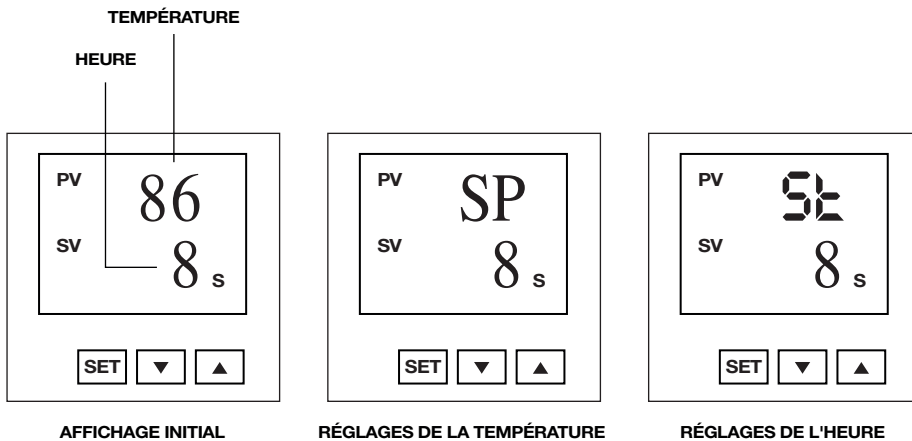 TEMPÉRATURE
HEURE
PV 86
SV 8 S
SET ▼ ▲
AFFICHAGE INITIAL
PV SP
SV 8 S
SET ▼ ▲
RÉGLAGES DE LA TEMPÉRATURE
PV St
SV 8 S
SET ▼ ▲
RÉGLAGES DE L'HEURE